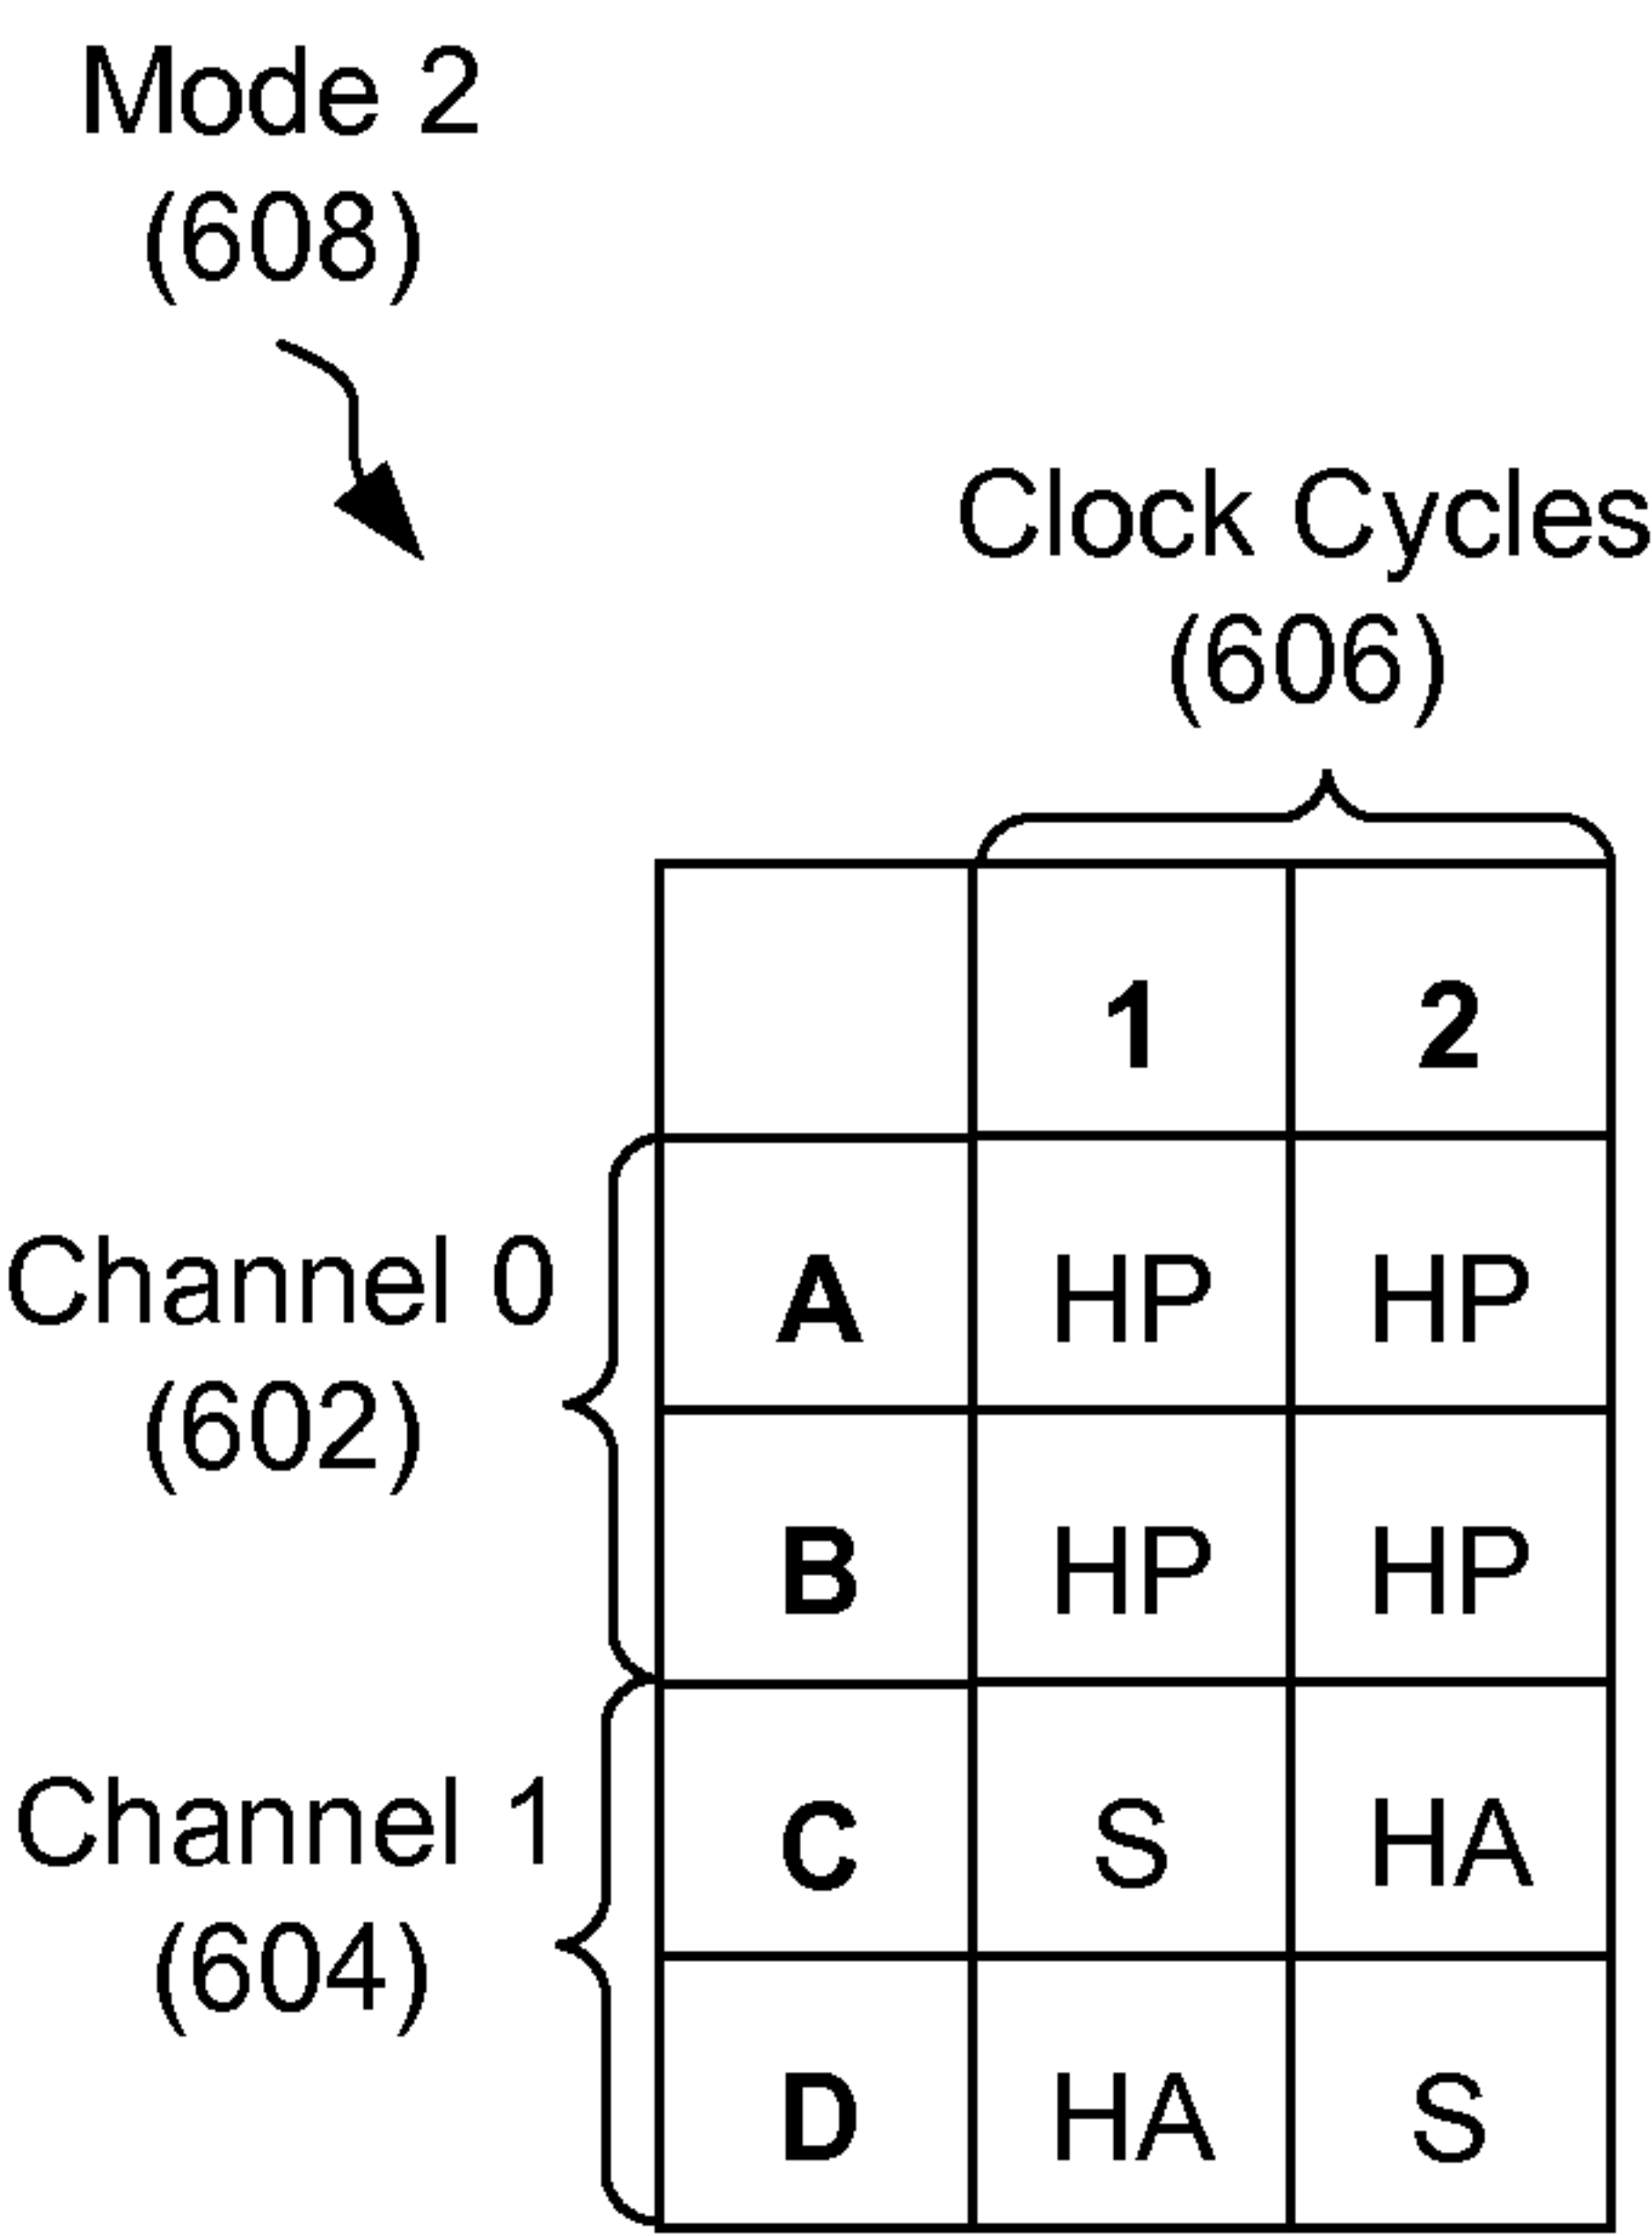 Mode 2
(608)
Clock Cycles
(606)
1 2
Channel 0
(602)
A HP HP
B HP HP
Channel 1
(604)
C S HA
D HA S